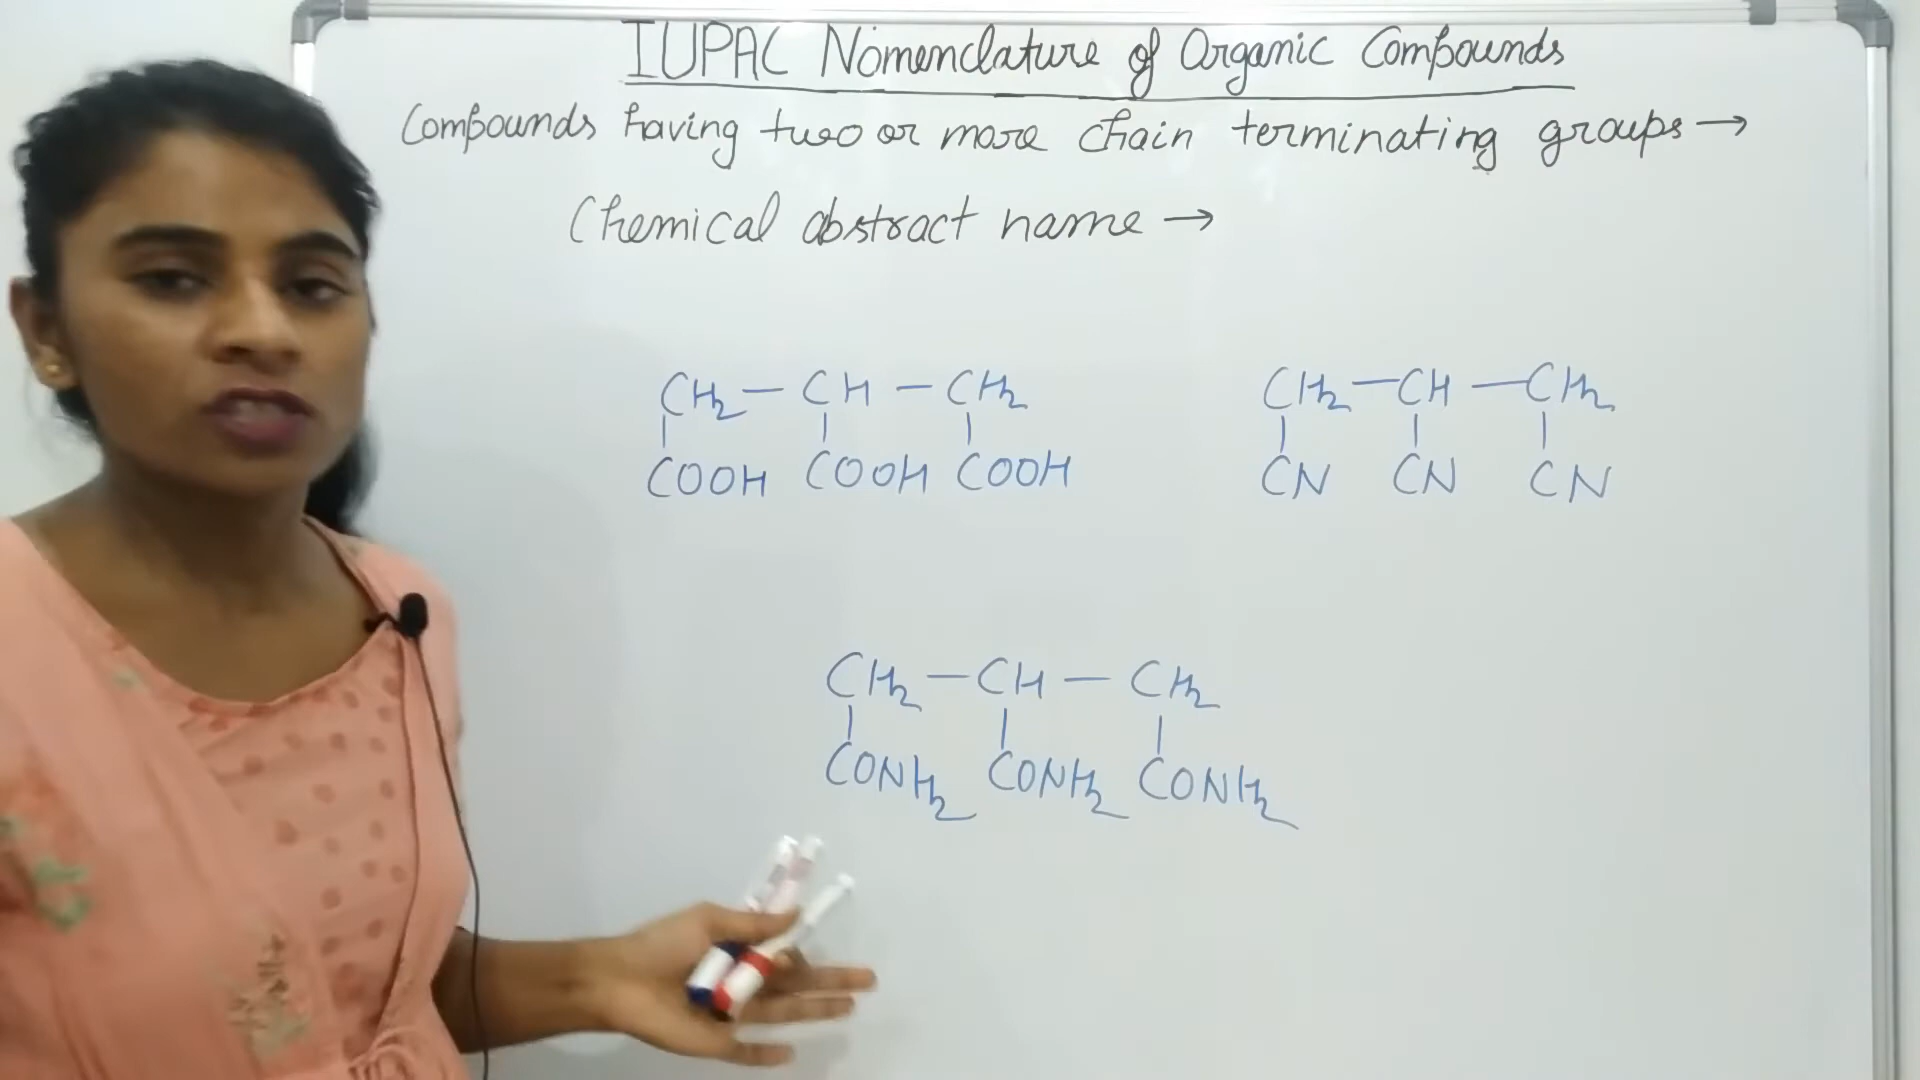 IUPAC Nomenclature of Organic Compounds
Compounds having two or more chain terminating groups →
Chemical abstract name →
CH₂ — CH — CH₂
COOH COOH COOH
CH₂ — CH — CH₂
CN CN CN
CH₂ — CH — CH₂
CONH₂ CONH₂ CONH₂